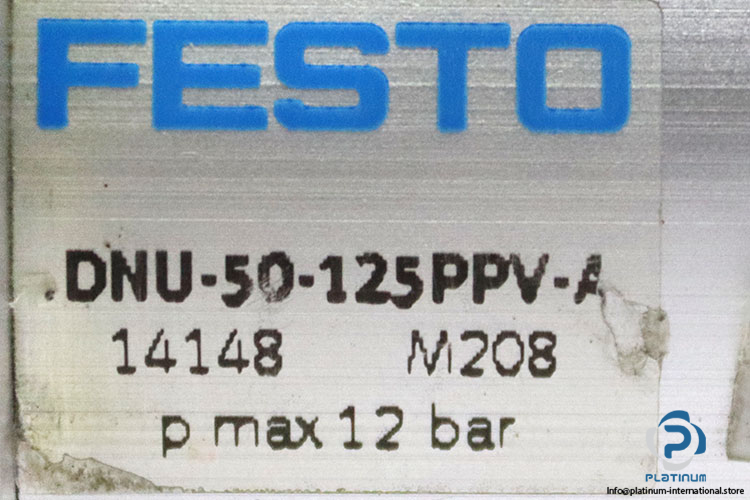 FESTO
DNU-50-125PPV-A
14148 M208
p max 12 bar
PLATINUM
Info@platinum-international.store